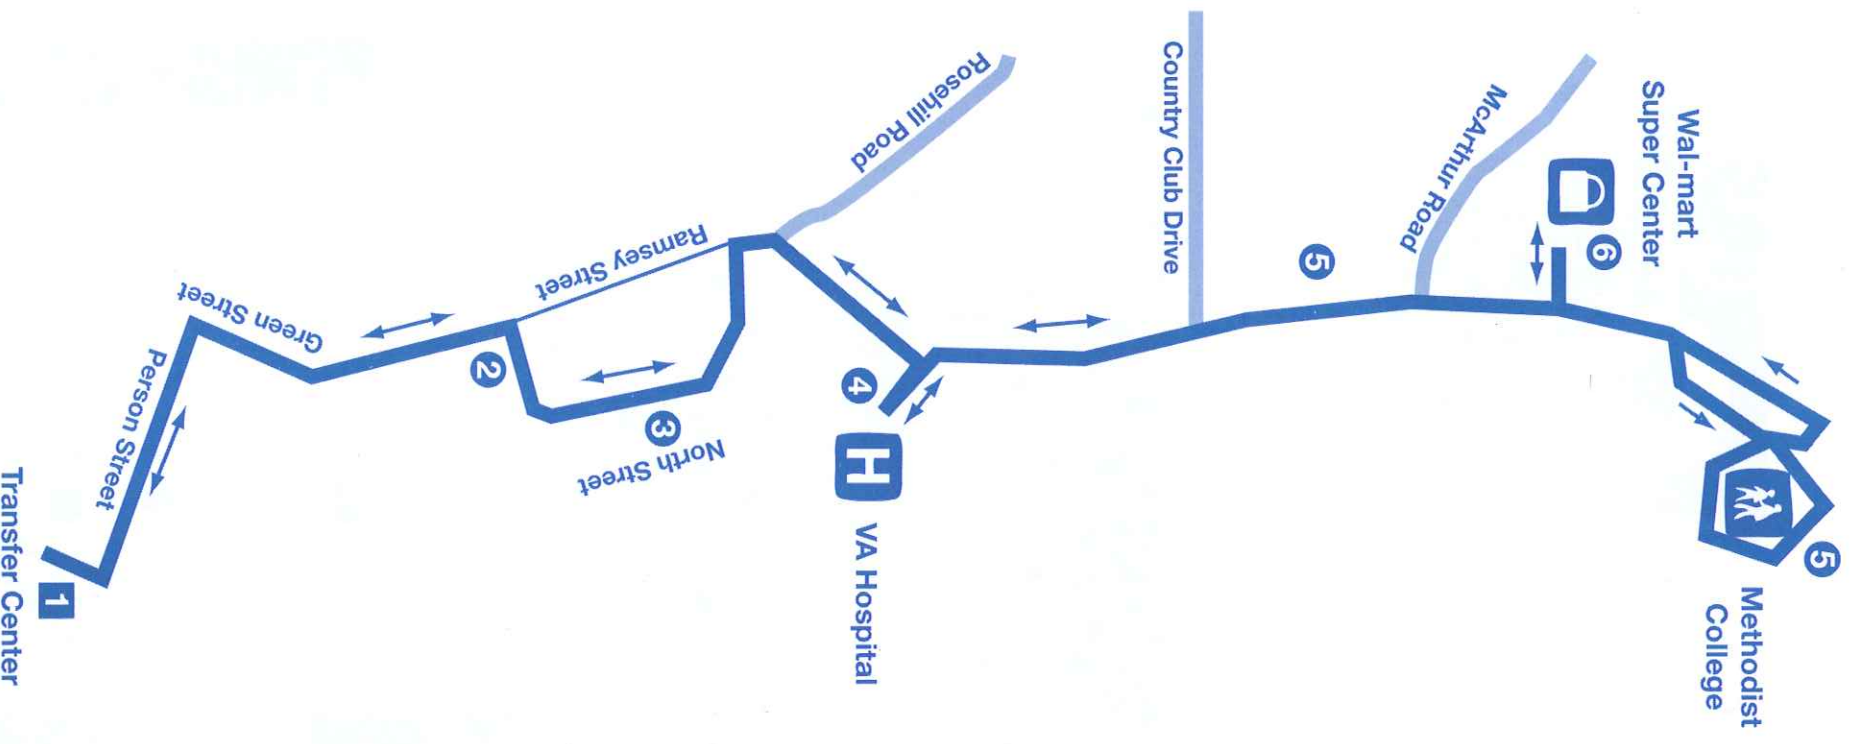 Wal-mart
Super Center
6
McArthur Road
5
Country Club Drive
Rosehill Road
Ramsey Street
Green Street
Person Street
2
3
North Street
4
H
VA Hospital
5
Methodist
College
1
Transfer Center